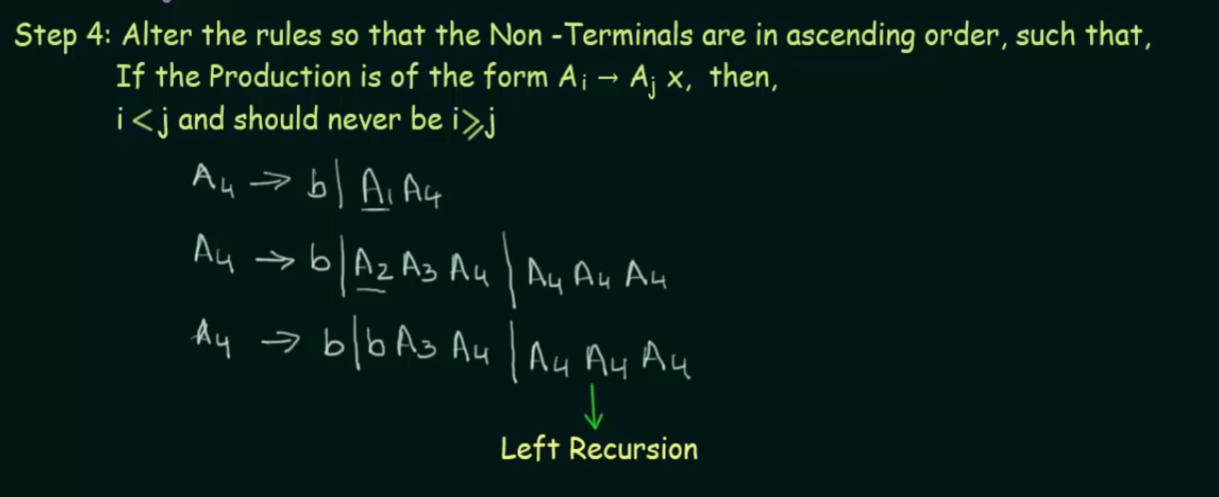 Step 4: Alter the rules so that the Non -Terminals are in ascending order, such that,
If the Production is of the form Aᵢ → Aⱼ x, then,
i < j and should never be i ⩾ j
A₄ → b | A₁ A₄
A₄ → b | A₂ A₃ A₄ | A₄ A₄ A₄
A₄ → b | b A₃ A₄ | A₄ A₄ A₄
Left Recursion